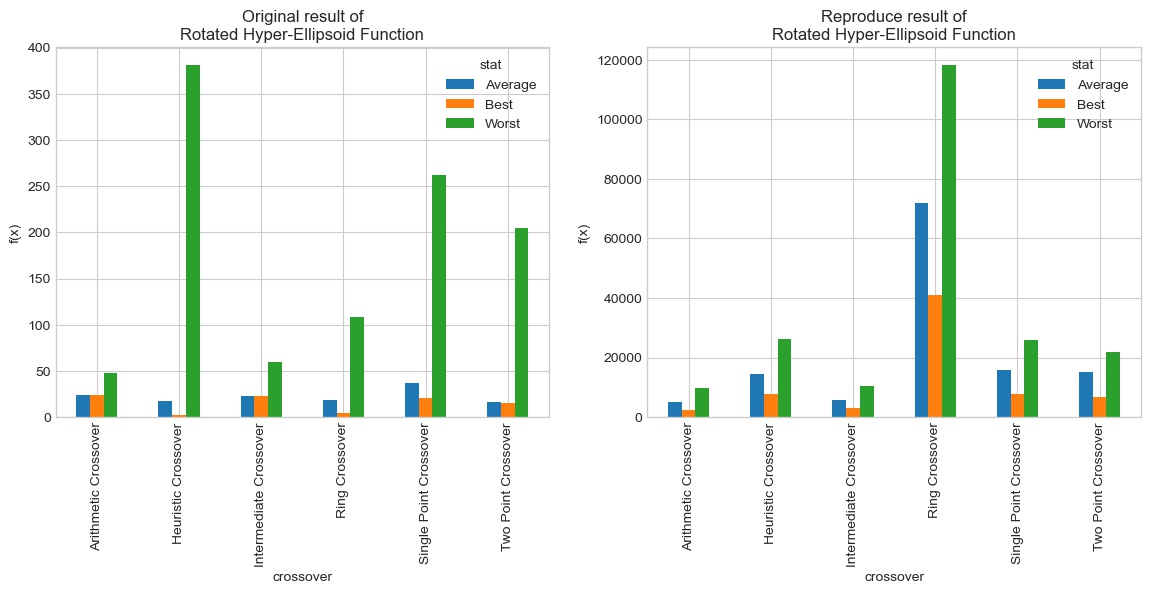 Original result of
Rotated Hyper-Ellipsoid Function
400
350
300
250
200
150
100
50
0
f(x)
stat
Average
Best
Worst
Arithmetic Crossover
Heuristic Crossover
Intermediate Crossover
Ring Crossover
Single Point Crossover
Two Point Crossover
crossover
Reproduce result of
Rotated Hyper-Ellipsoid Function
120000
100000
80000
60000
40000
20000
0
f(x)
stat
Average
Best
Worst
Arithmetic Crossover
Heuristic Crossover
Intermediate Crossover
Ring Crossover
Single Point Crossover
Two Point Crossover
crossover